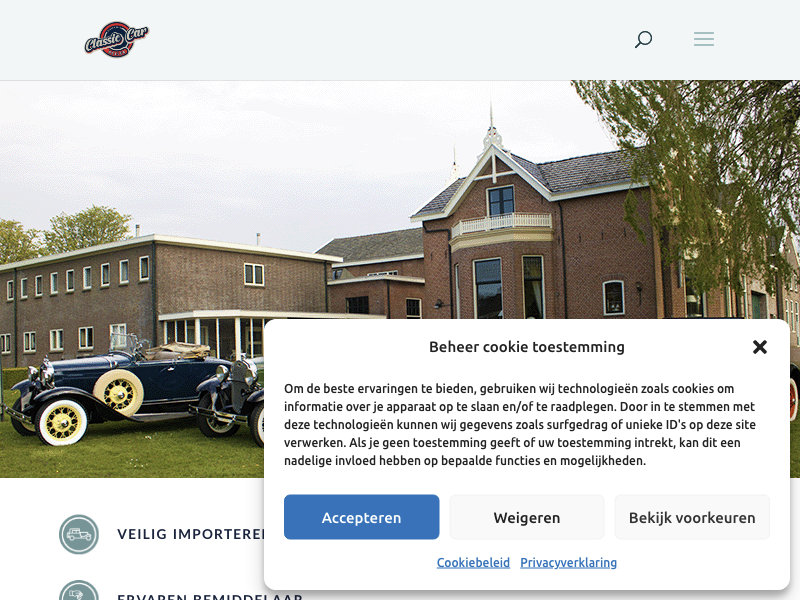 Classic Car
Beheer cookie toestemming
Om de beste ervaringen te bieden, gebruiken wij technologieën zoals cookies om
informatie over je apparaat op te slaan en/of te raadplegen. Door in te stemmen met
deze technologieën kunnen wij gegevens zoals surfgedrag of unieke ID's op deze site
verwerken. Als je geen toestemming geeft of uw toestemming intrekt, kan dit een
nadelige invloed hebben op bepaalde functies en mogelijkheden.
Accepteren Weigeren Bekijk voorkeuren
Cookiebeleid Privacyverklaring
VEILIG IMPORTEREN
ERVAREN BEMIDDELAAR